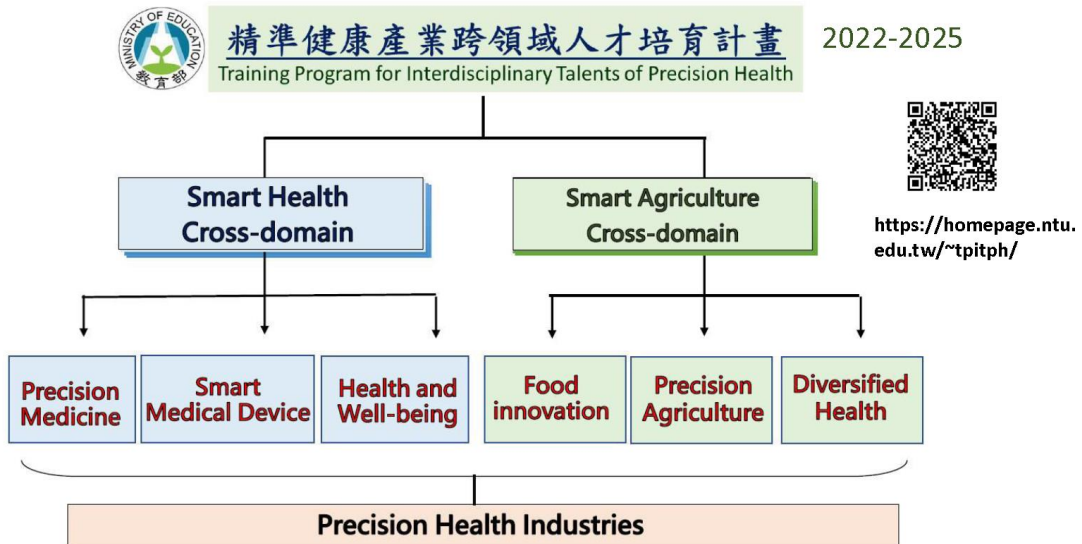 MINISTRY OF EDUCATION
教育部
精準健康產業跨領域人才培育計畫
2022-2025
Training Program for Interdisciplinary Talents of Precision Health
Smart Health
Cross-domain
Smart Agriculture
Cross-domain
https://homepage.ntu.
edu.tw/~tpitph/
Precision
Medicine
Smart
Medical Device
Health and
Well-being
Food
innovation
Precision
Agriculture
Diversified
Health
Precision Health Industries